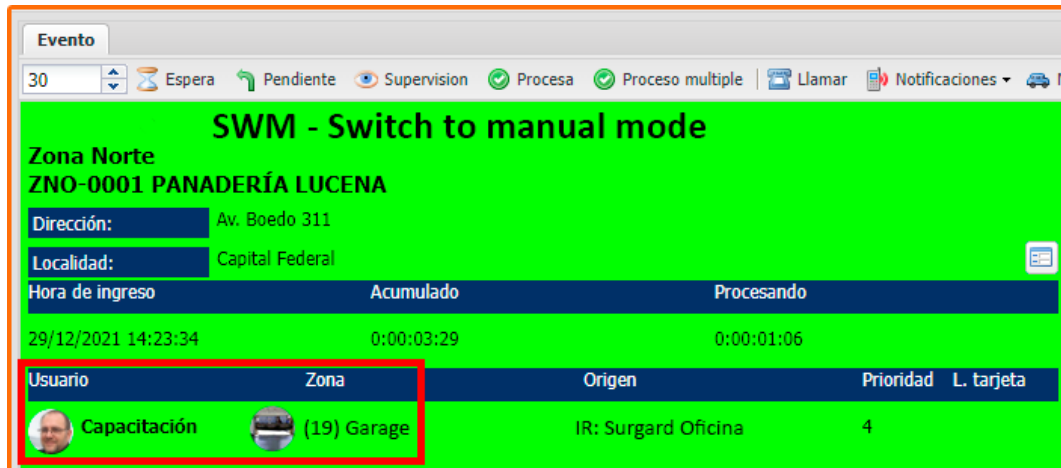 Evento
30 Espera Pendiente Supervision Procesa Proceso multiple Llamar Notificaciones
SWM - Switch to manual mode
Zona Norte
ZNO-0001 PANADERÍA LUCENA
Dirección: Av. Boedo 311
Localidad: Capital Federal
Hora de ingreso Acumulado Procesando
29/12/2021 14:23:34 0:00:03:29 0:00:01:06
Usuario Zona Origen Prioridad L. tarjeta
Capacitación (19) Garage IR: Surgard Oficina 4